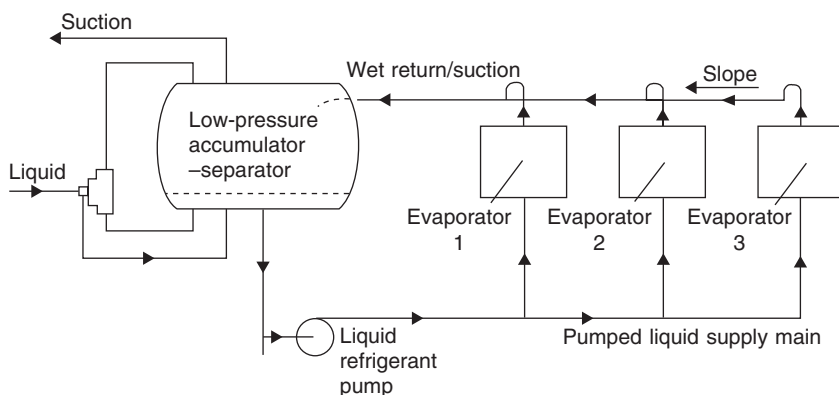 Suction
Wet return/suction
Slope
Low-pressure
accumulator
–separator
Liquid
Evaporator
1
Evaporator
2
Evaporator
3
Liquid
refrigerant
pump
Pumped liquid supply main